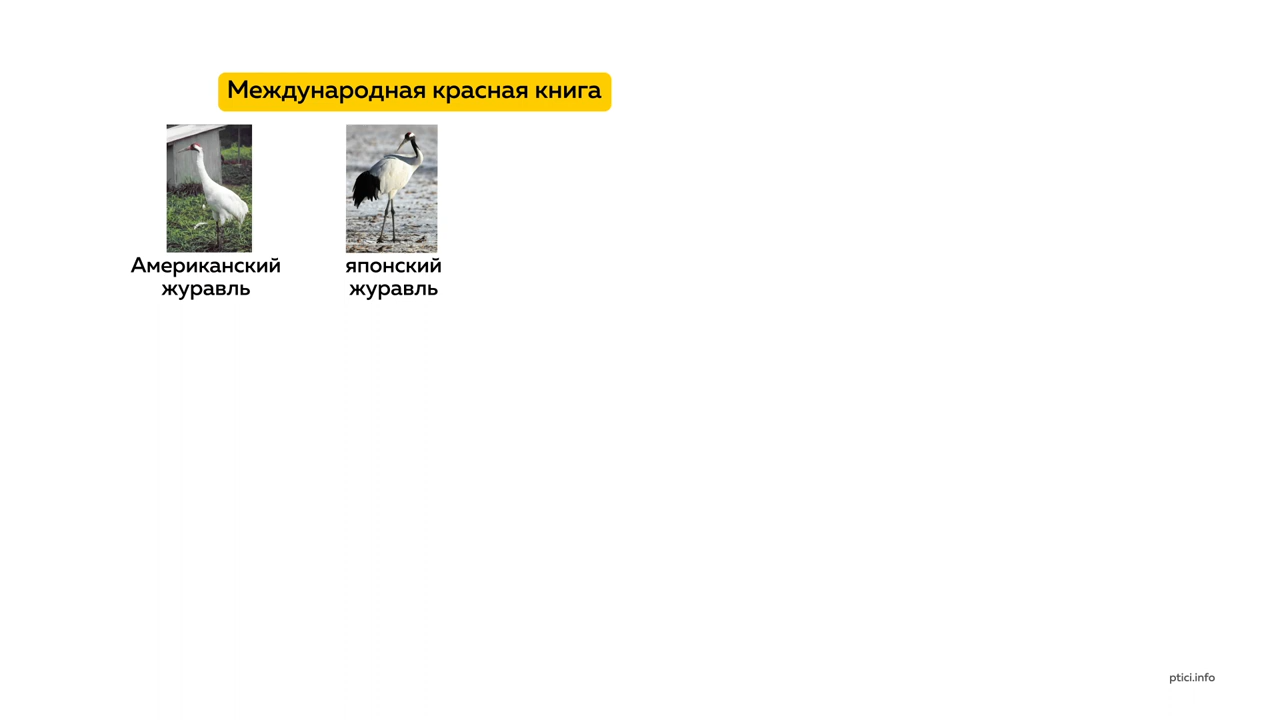 Международная красная книга
Американский
журавль
японский
журавль
ptici.info